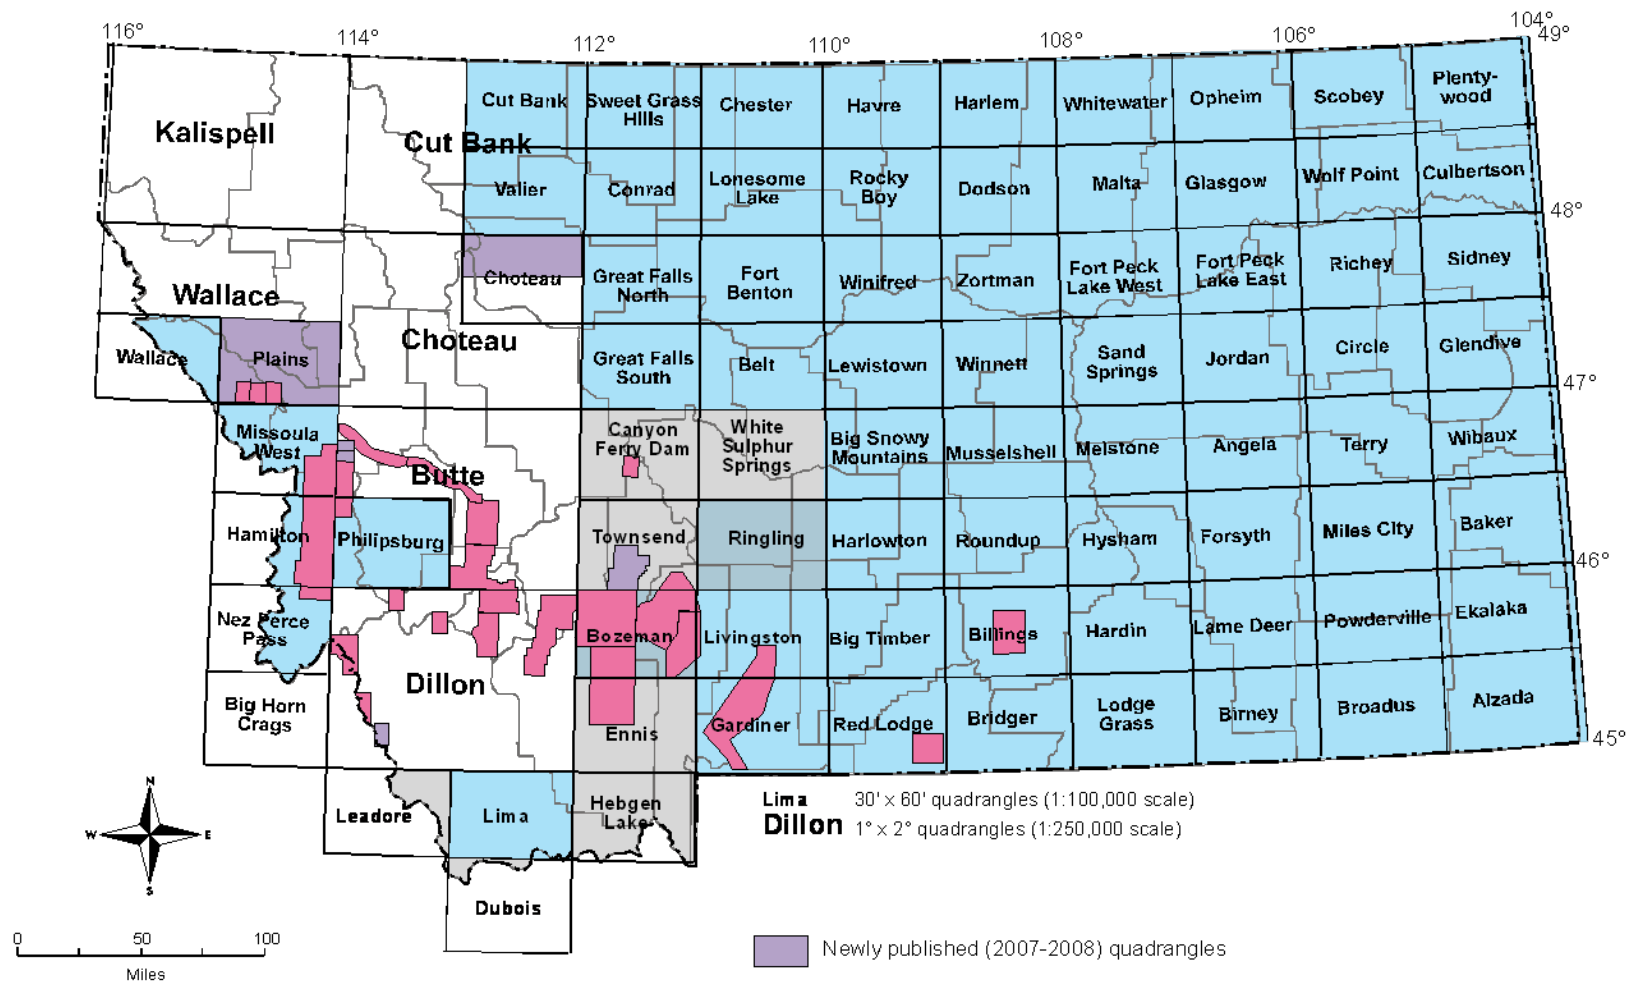 116°
114°
112°
110°
108°
106°
104°
49°
Kalispell
Cut Bank
Cut Bank
Sweet Grass
HIlls
Chester
Havre
Harlem
Whitewater
Opheim
Scobey
Plenty-
wood
Valier
Conrad
Lonesome
Lake
Rocky
Boy
Dodson
Malta
Glasgow
Wolf Point
Culbertson
48°
Wallace
Choteau
Great Falls
North
Fort
Benton
Winifred
Zortman
Fort Peck
Lake West
Fort Peck
Lake East
Richey
Sidney
Wallace
Plains
Choteau
Great Falls
South
Belt
Lewistown
Winnett
Sand
Springs
Jordan
Circle
Glendive
47°
Missoula
West
Butte
Canyon
Ferry Dam
White
Sulphur
Springs
Big Snowy
Mountains
Musselshell
Melstone
Angela
Terry
Wibaux
Hamilton
Philipsburg
Townsend
Ringling
Harlowton
Roundup
Hysham
Forsyth
Miles CIty
Baker
46°
Nez Perce
Pass
Bozeman
Livingston
Big Timber
Billings
Hardin
Lame Deer
Powderville
Ekalaka
Big Horn
Crags
Dillon
Ennis
Gardiner
Red Lodge
Bridger
Lodge
Grass
Birney
Broadus
Alzada
45°
Leadore
Lima
Hebgen
Lake
Dubois
N
W
E
S
Lima 30' x 60' quadrangles (1:100,000 scale)
Dillon 1° x 2° quadrangles (1:250,000 scale)
0 50 100
Miles
Newly published (2007-2008) quadrangles